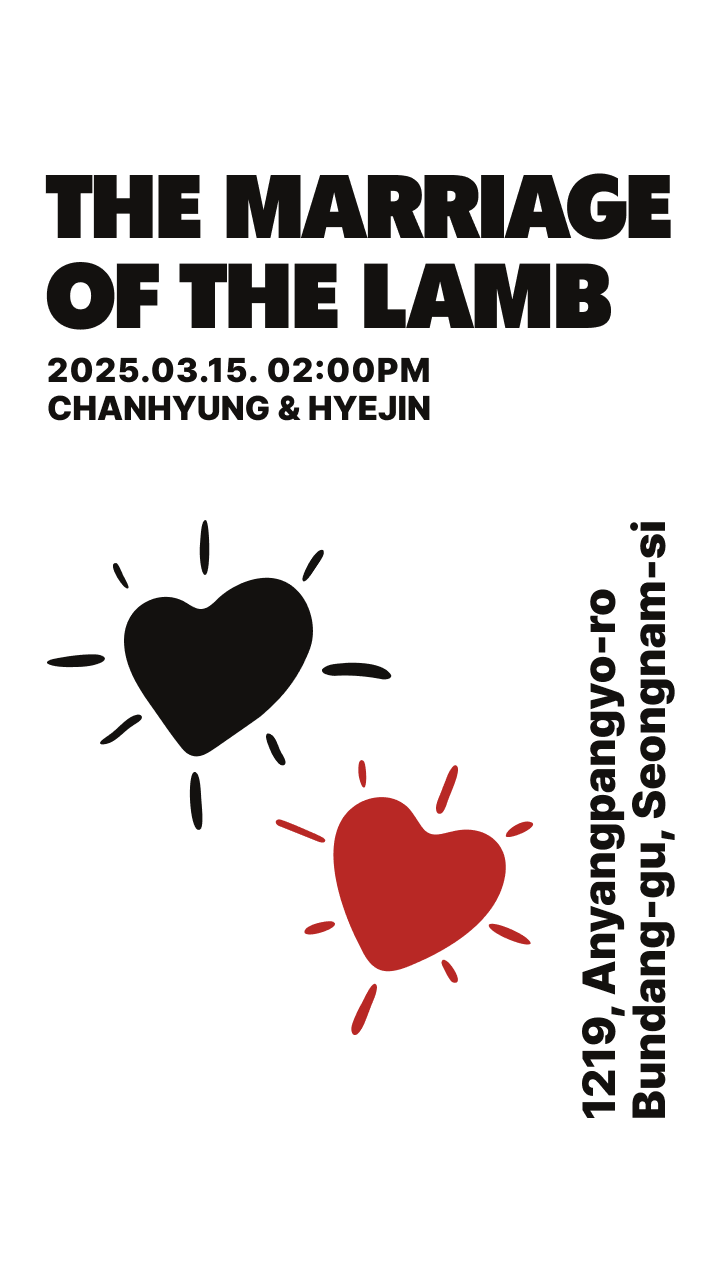 THE MARRIAGE
OF THE LAMB
2025.03.15. 02:00PM
CHANHYUNG & HYEJIN
1219, Anyangpangyo-ro
Bundang-gu, Seongnam-si